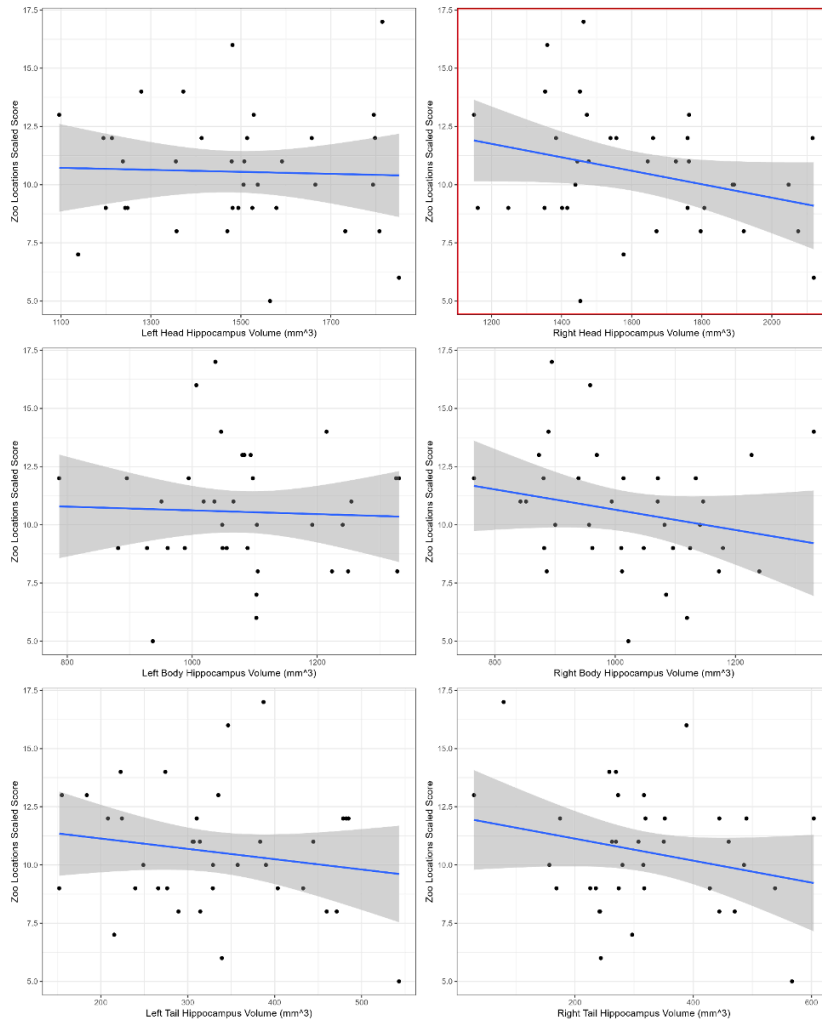 17.5
15.0
12.5
10.0
7.5
5.0
Zoo Locations Scaled Score
1100 1300 1500 1700
Left Head Hippocampus Volume (mm^3)
17.5
15.0
12.5
10.0
7.5
5.0
Zoo Locations Scaled Score
1200 1400 1600 1800 2000
Right Head Hippocampus Volume (mm^3)
17.5
15.0
12.5
10.0
7.5
5.0
Zoo Locations Scaled Score
800 1000 1200
Left Body Hippocampus Volume (mm^3)
17.5
15.0
12.5
10.0
7.5
5.0
Zoo Locations Scaled Score
800 1000 1200
Right Body Hippocampus Volume (mm^3)
17.5
15.0
12.5
10.0
7.5
5.0
Zoo Locations Scaled Score
200 300 400 500
Left Tail Hippocampus Volume (mm^3)
17.5
15.0
12.5
10.0
7.5
5.0
Zoo Locations Scaled Score
200 400 600
Right Tail Hippocampus Volume (mm^3)